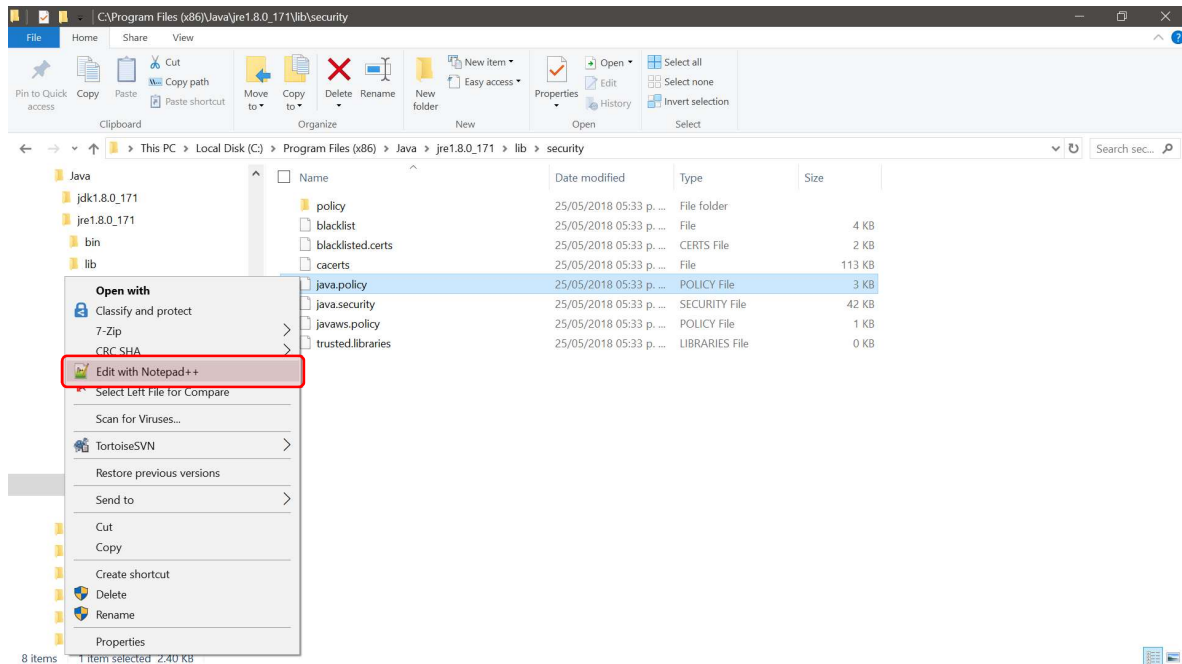 C:\Program Files (x86)\Java\jre1.8.0_171\lib\security
File Home Share View
Pin to Quick access
Copy
Paste
Cut
Copy path
Paste shortcut
Move to
Copy to
Delete
Rename
New folder
New item
Easy access
Properties
Open
Edit
History
Select all
Select none
Invert selection
Clipboard Organize New Open Select
This PC > Local Disk (C:) > Program Files (x86) > Java > jre1.8.0_171 > lib > security
Search sec...
Java
jdk1.8.0_171
jre1.8.0_171
bin
lib
Name Date modified Type Size
policy 25/05/2018 05:33 p. ... File folder
blacklist 25/05/2018 05:33 p. ... File 4 KB
blacklisted.certs 25/05/2018 05:33 p. ... CERTS File 2 KB
cacerts 25/05/2018 05:33 p. ... File 113 KB
java.policy 25/05/2018 05:33 p. ... POLICY File 3 KB
java.security 25/05/2018 05:33 p. ... SECURITY File 42 KB
javaws.policy 25/05/2018 05:33 p. ... POLICY File 1 KB
trusted.libraries 25/05/2018 05:33 p. ... LIBRARIES File 0 KB
Open with
Classify and protect
7-Zip
CRC SHA
Edit with Notepad++
Select Left File for Compare
Scan for Viruses...
TortoiseSVN
Restore previous versions
Send to
Cut
Copy
Create shortcut
Delete
Rename
Properties
8 items 1 item selected 2.40 KB